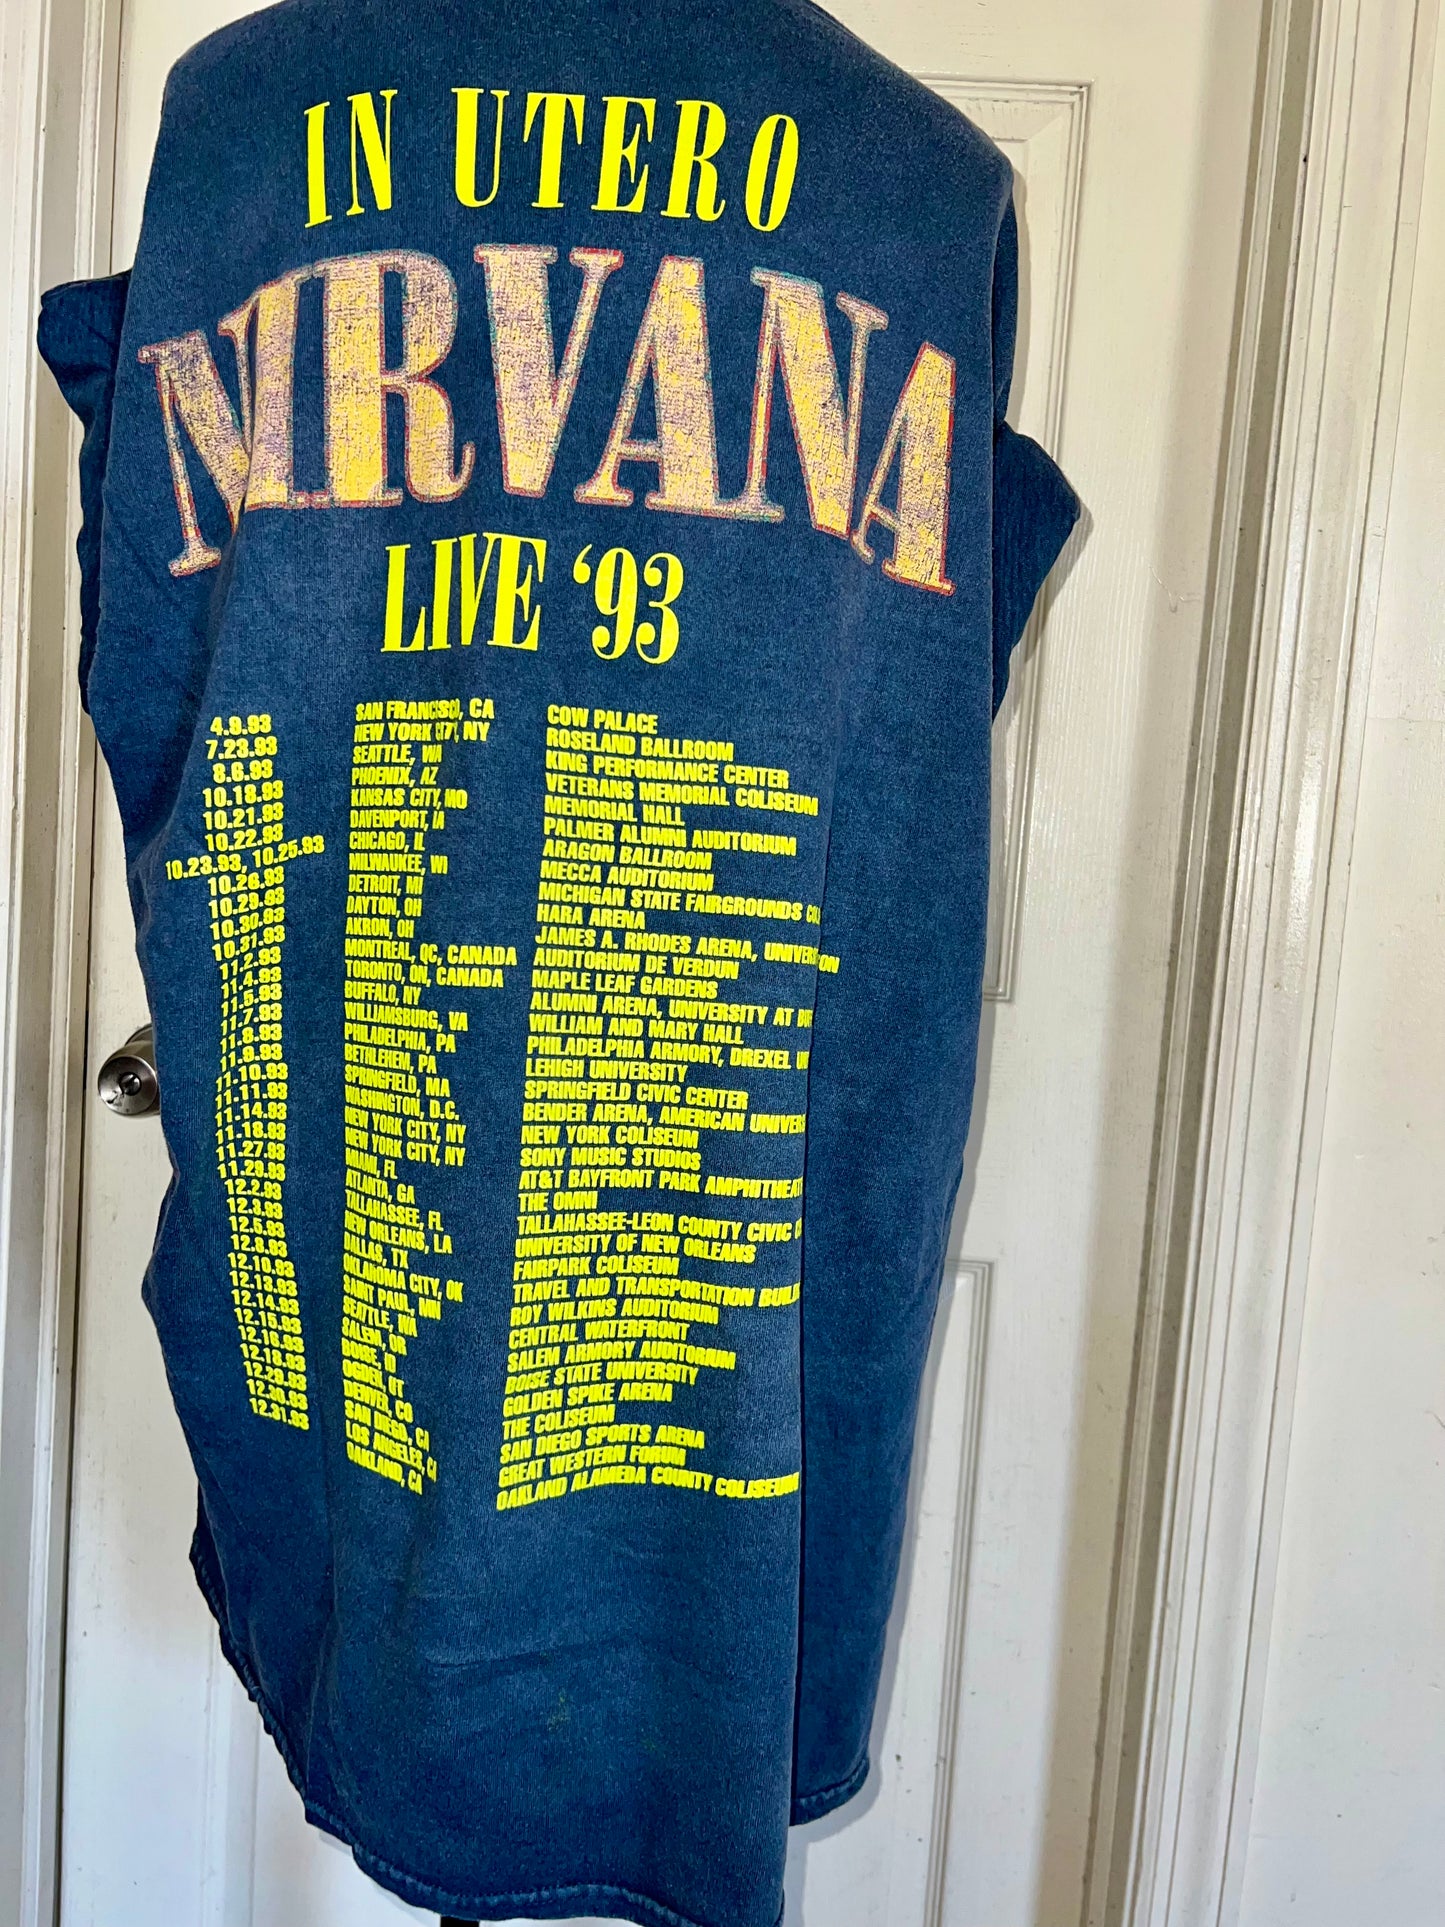 IN UTERO
NIRVANA
LIVE '93
4.9.93 SAN FRANCISCO, CA COW PALACE
7.23.93 NEW YORK CITY, NY ROSELAND BALLROOM
8.6.93 SEATTLE, WA KING PERFORMANCE CENTER
10.18.93 PHOENIX, AZ VETERANS MEMORIAL COLISEUM
10.21.93 KANSAS CITY, MO MEMORIAL HALL
10.22.93 DAVENPORT, IA PALMER ALUMNI AUDITORIUM
10.23.93, 10.25.93 CHICAGO, IL ARAGON BALLROOM
10.26.93 MILWAUKEE, WI MECCA AUDITORIUM
10.29.93 DETROIT, MI MICHIGAN STATE FAIRGROUNDS
10.30.93 DAYTON, OH HARA ARENA
10.31.93 AKRON, OH JAMES A. RHODES ARENA,
11.2.93 MONTREAL, QC, CANADA AUDITORIUM DE VERDUN
11.4.93 TORONTO, ON, CANADA MAPLE LEAF GARDENS
11.5.93 BUFFALO, NY ALUMNI ARENA, UNIVERSITY AT
11.7.93 WILLIAMSBURG, VA WILLIAM AND MARY HALL
11.8.93 PHILADELPHIA, PA PHILADELPHIA ARMORY, DREXEL
11.9.93 BETHLEHEM, PA LEHIGH UNIVERSITY
11.10.93 SPRINGFIELD, MA SPRINGFIELD CIVIC CENTER
11.11.93 WASHINGTON, D.C. BENDER ARENA, AMERICAN
11.14.93 NEW YORK CITY, NY NEW YORK COLISEUM
11.18.93 NEW YORK CITY, NY SONY MUSIC STUDIOS
11.27.93 MIAMI, FL AT&T BAYFRONT PARK
11.29.93 ATLANTA, GA THE OMNI
12.2.93 TALLAHASSEE, FL TALLAHASSEE-LEON COUNTY CIVIC
12.3.93 NEW ORLEANS, LA UNIVERSITY OF NEW ORLEANS
12.5.93 DALLAS, TX FAIRPARK COLISEUM
12.8.93 OKLAHOMA CITY, OK TRAVEL AND TRANSPORTATION
12.10.93 SAINT PAUL, MN ROY WILKINS AUDITORIUM
12.13.93 SEATTLE, WA CENTRAL WATERFRONT
12.14.93 SALEM, OR SALEM ARMORY AUDITORIUM
12.15.93 BOISE, ID BOISE STATE UNIVERSITY
12.16.93 OGDEN, UT GOLDEN SPIKE ARENA
12.18.93 DENVER, CO THE COLISEUM
12.29.93 SAN DIEGO, CA SAN DIEGO SPORTS ARENA
12.30.93 LOS ANGELES, CA GREAT WESTERN FORUM
12.31.93 OAKLAND, CA OAKLAND ALAMEDA COUNTY COLISEUM